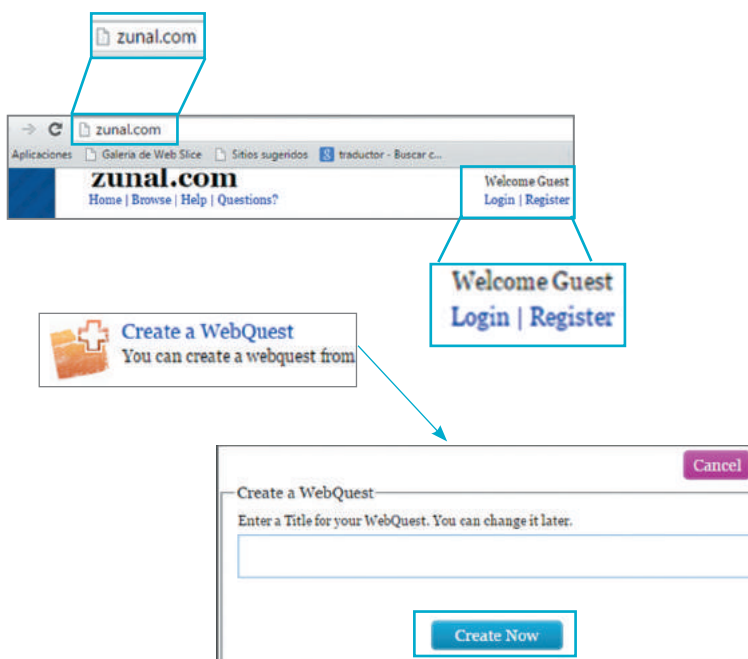 zunal.com
zunal.com
Aplicaciones Galeria de Web Slice Sitios sugeridos traductor - Buscar c...
zunal.com
Home | Browse | Help | Questions?
Welcome Guest
Login | Register
Welcome Guest
Login | Register
Create a WebQuest
You can create a webquest from
Cancel
Create a WebQuest
Enter a Title for your WebQuest. You can change it later.
Create Now